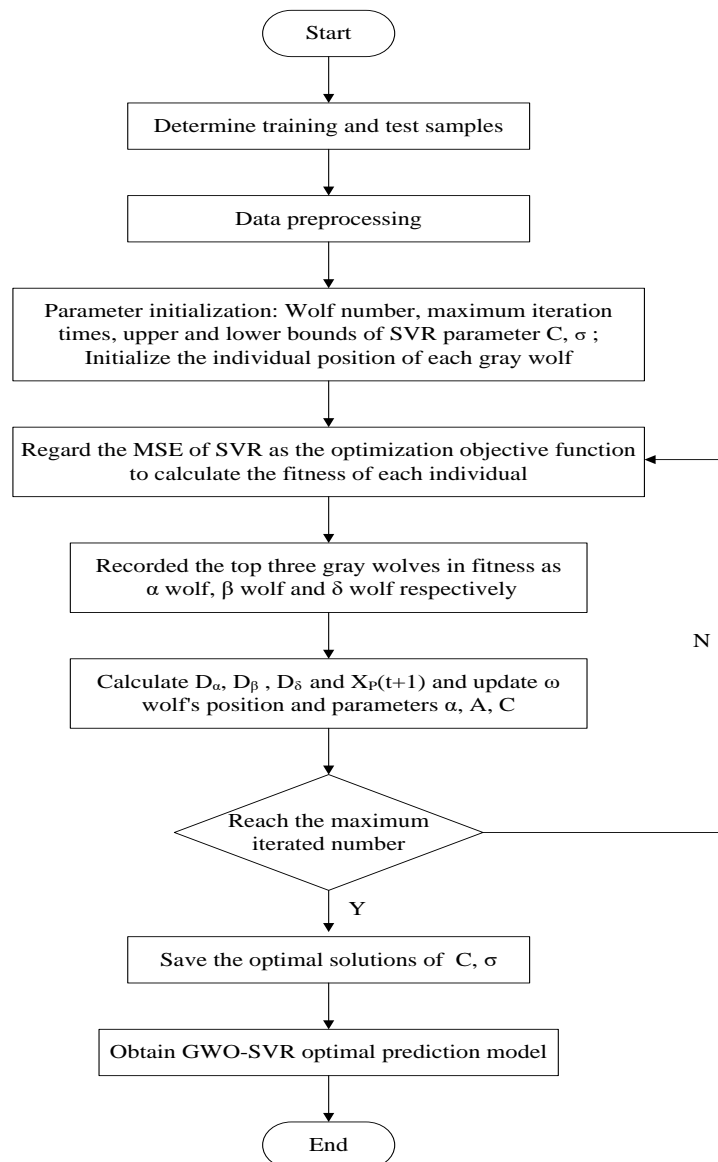 Start
Determine training and test samples
Data preprocessing
Parameter initialization: Wolf number, maximum iteration
times, upper and lower bounds of SVR parameter C, σ ;
Initialize the individual position of each gray wolf
Regard the MSE of SVR as the optimization objective function
to calculate the fitness of each individual
Recorded the top three gray wolves in fitness as
α wolf, β wolf and δ wolf respectively
N
Calculate Dα, Dβ , Dδ and XP(t+1) and update ω
wolf's position and parameters α, A, C
Reach the maximum
iterated number
Y
Save the optimal solutions of C, σ
Obtain GWO-SVR optimal prediction model
End